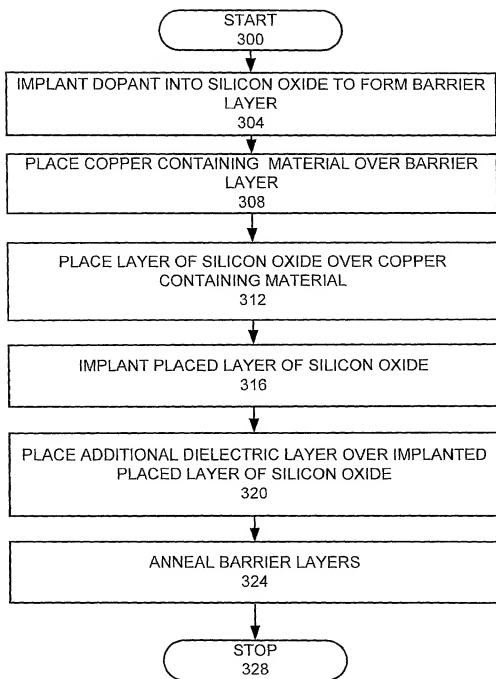 START
300
IMPLANT DOPANT INTO SILICON OXIDE TO FORM BARRIER
LAYER
304
PLACE COPPER CONTAINING MATERIAL OVER BARRIER
LAYER
308
PLACE LAYER OF SILICON OXIDE OVER COPPER
CONTAINING MATERIAL
312
IMPLANT PLACED LAYER OF SILICON OXIDE
316
PLACE ADDITIONAL DIELECTRIC LAYER OVER IMPLANTED
PLACED LAYER OF SILICON OXIDE
320
ANNEAL BARRIER LAYERS
324
STOP
328